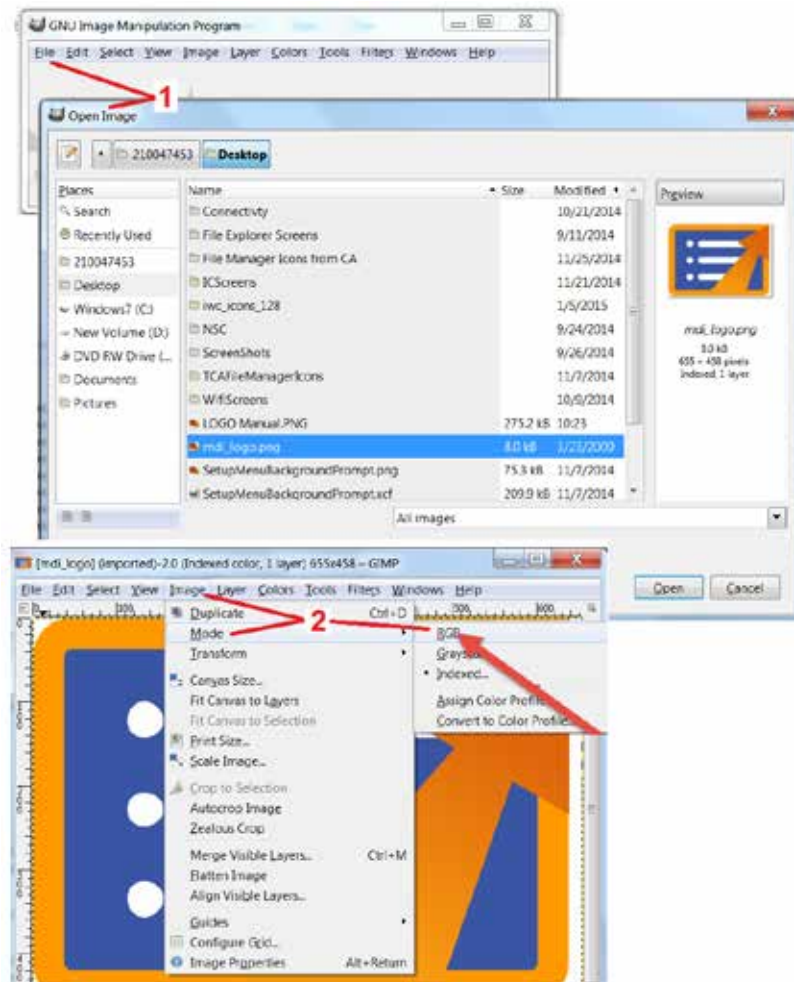 GNU Image Manipulation Program
File Edit Select View Image Layer Colors Tools Filters Windows Help
1
Open Image
210047453 Desktop
Places
Search
Recently Used
210047453
Desktop
Windows7 (C:)
New Volume (D:)
DVD RW Drive (...
Documents
Pictures
Name Size Modified
Connectivty 10/21/2014
File Explorer Screens 9/11/2014
File Manager Icons from CA 11/25/2014
ICScreens 11/21/2014
iwc_icons_128 1/5/2015
NSC 9/24/2014
ScreenShots 9/26/2014
TCAFileManagerIcons 11/7/2014
WifiScreens 10/9/2014
LOGO Manual.PNG 275.2 kB 10:23
mdi_logo.png 8.0 kB 1/23/2009
SetupMenuBackgroundPrompt.png 75.3 kB 11/7/2014
SetupMenuBackgroundPrompt.xcf 209.9 kB 11/7/2014
Preview
mdi_logo.png
8.0 kB
655 × 458 pixels
Indexed, 1 layer
All images
Open Cancel
[mdi_logo] (imported)-2.0 (Indexed color, 1 layer) 655x458 – GIMP
File Edit Select View Image Layer Colors Tools Filters Windows Help
2
Duplicate Ctrl+D
Mode
Transform
Canvas Size...
Fit Canvas to Layers
Fit Canvas to Selection
Print Size...
Scale Image...
Crop to Selection
Autocrop Image
Zealous Crop
Merge Visible Layers... Ctrl+M
Flatten Image
Align Visible Layers...
Guides
Configure Grid...
Image Properties Alt+Return
RGB
Indexed...
Assign Color
Convert to Color Profile...